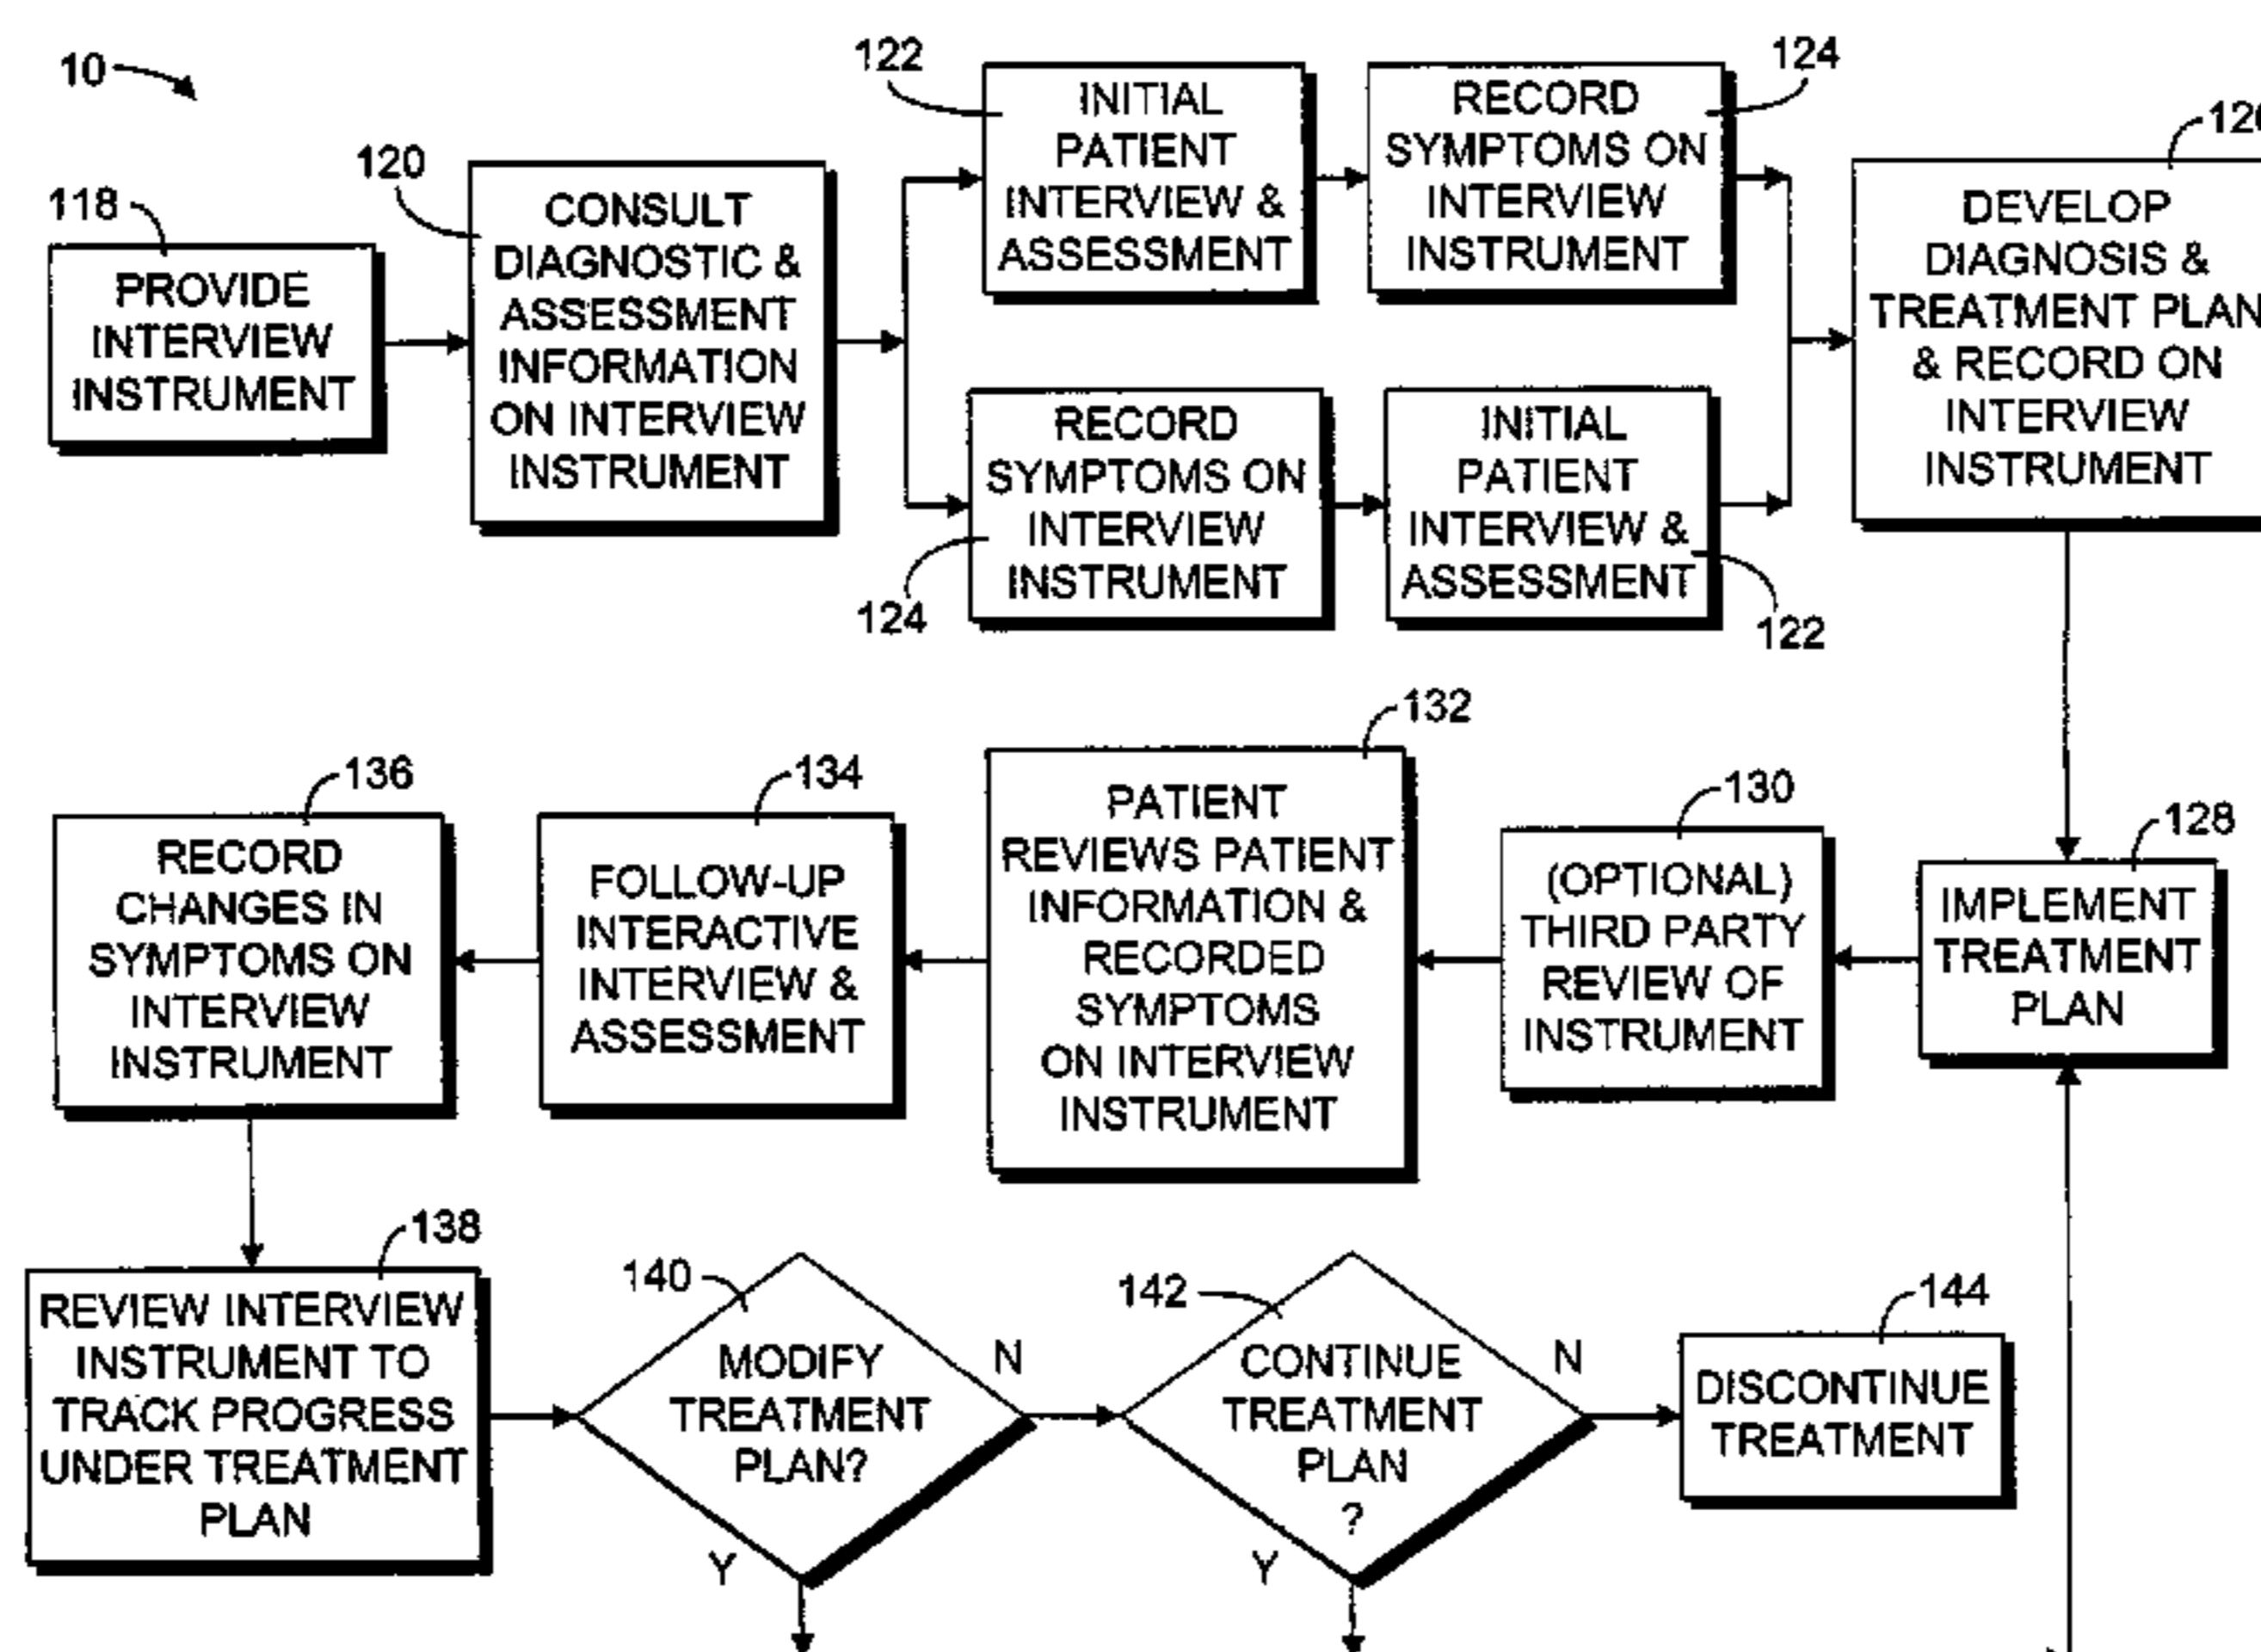 10
118
PROVIDE
INTERVIEW
INSTRUMENT
120
CONSULT
DIAGNOSTIC &
ASSESSMENT
INFORMATION
ON INTERVIEW
INSTRUMENT
122
INITIAL
PATIENT
INTERVIEW &
ASSESSMENT
124
RECORD
SYMPTOMS ON
INTERVIEW
INSTRUMENT
124
RECORD
SYMPTOMS ON
INTERVIEW
INSTRUMENT
122
INITIAL
PATIENT
INTERVIEW &
ASSESSMENT
DEVELOP
DIAGNOSIS &
TREATMENT PLAN
& RECORD ON
INTERVIEW
INSTRUMENT
128
IMPLEMENT
TREATMENT
PLAN
130
(OPTIONAL)
THIRD PARTY
REVIEW OF
INSTRUMENT
132
PATIENT
REVIEWS PATIENT
INFORMATION &
RECORDED
SYMPTOMS
ON INTERVIEW
INSTRUMENT
134
FOLLOW-UP
INTERACTIVE
INTERVIEW &
ASSESSMENT
136
RECORD
CHANGES IN
SYMPTOMS ON
INTERVIEW
INSTRUMENT
138
REVIEW INTERVIEW
INSTRUMENT TO
TRACK PROGRESS
UNDER TREATMENT
PLAN
140
MODIFY
TREATMENT
PLAN?
N
Y
142
CONTINUE
TREATMENT
PLAN
?
N
Y
144
DISCONTINUE
TREATMENT